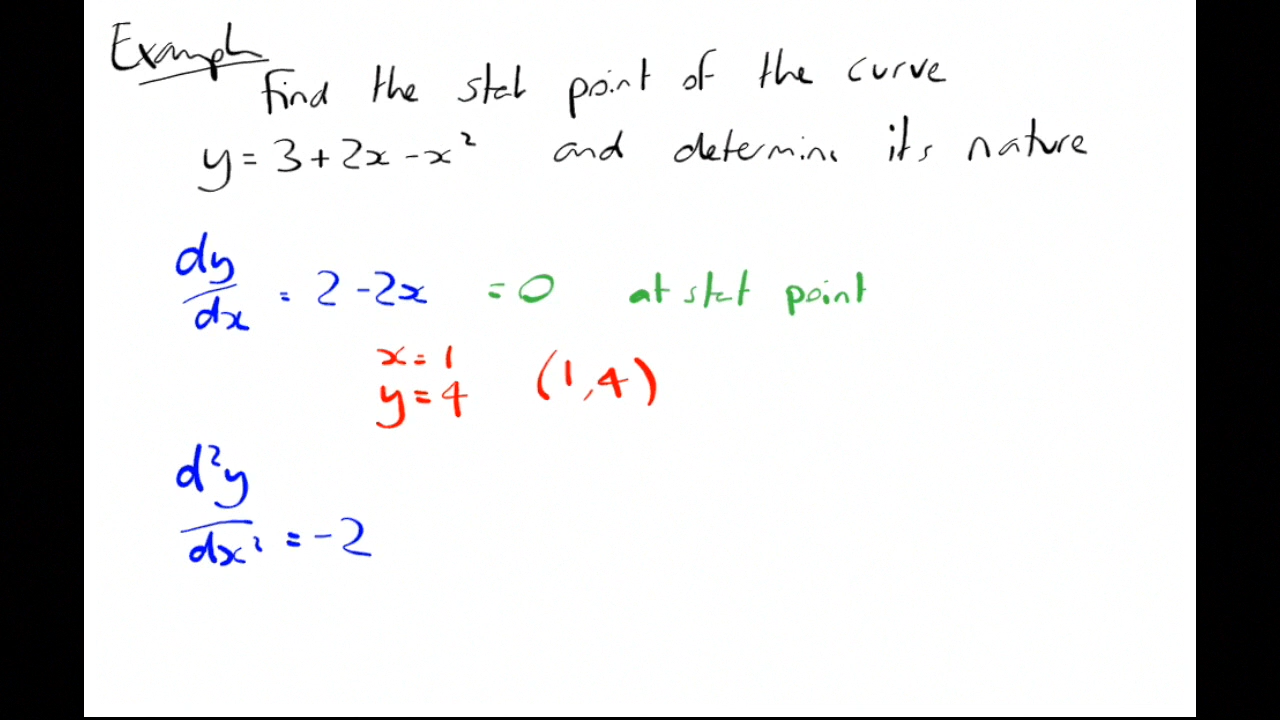 Example
Find the stat point of the curve
y = 3 + 2x - x² and determine its nature
dy/dx = 2 - 2x = 0 at stat point
x = 1
y = 4 (1, 4)
d²y/dx² = -2